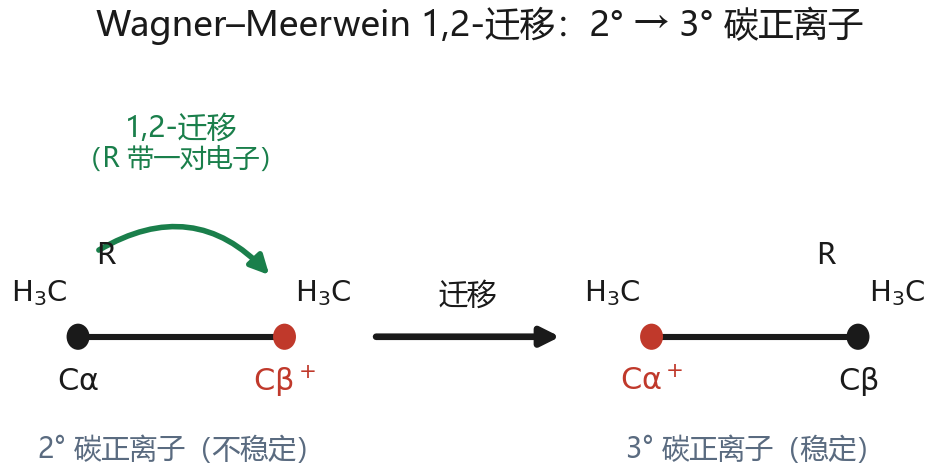 Wagner–Meerwein 1,2-迁移：2° → 3° 碳正离子
1,2-迁移
（R 带一对电子）
R
R
H₃C
H₃C
迁移
H₃C
H₃C
Cα
Cβ⁺
Cα⁺
Cβ
2° 碳正离子（不稳定）
3° 碳正离子（稳定）